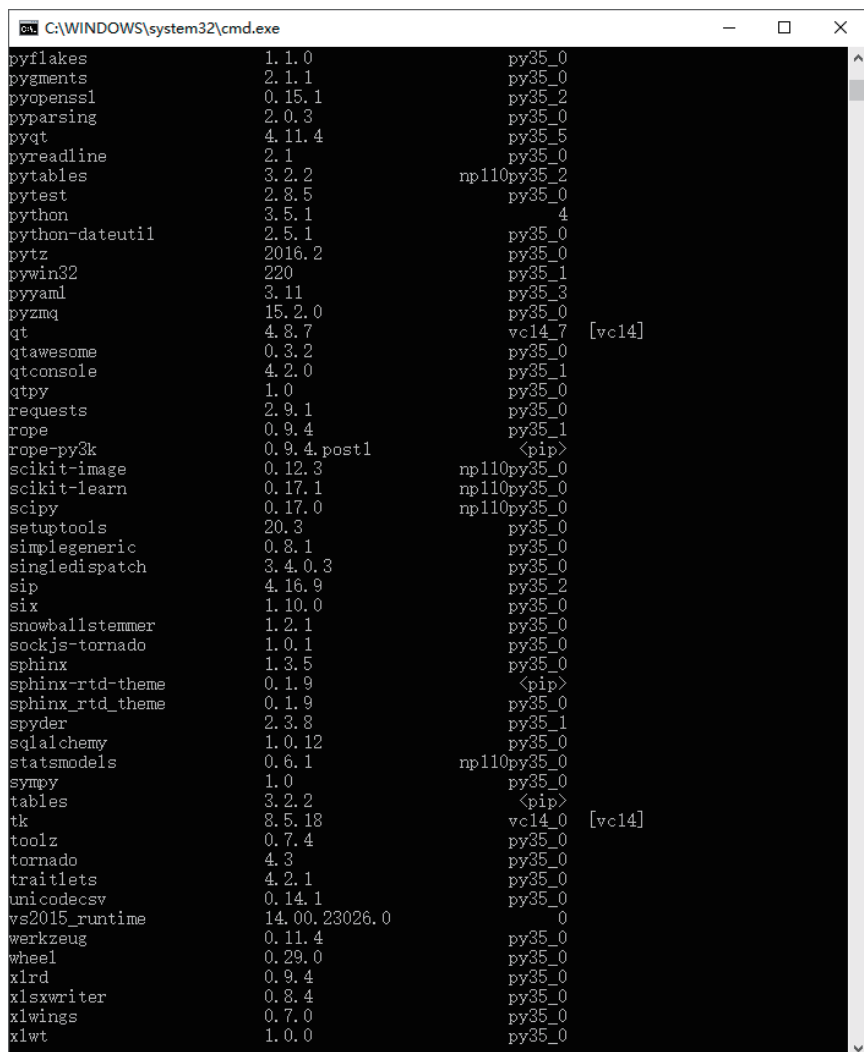 C:\WINDOWS\system32\cmd.exe
pyflakes 1.1.0 py35_0
pygments 2.1.1 py35_0
pyopenssl 0.15.1 py35_2
pyparsing 2.0.3 py35_0
pyqt 4.11.4 py35_5
pyreadline 2.1 py35_0
pytables 3.2.2 np110py35_2
pytest 2.8.5 py35_0
python 3.5.1 4
python-dateutil 2.5.1 py35_0
pytz 2016.2 py35_0
pywin32 220 py35_1
pyyaml 3.11 py35_3
pyzmq 15.2.0 py35_0
qt 4.8.7 vc14_7 [vc14]
qtawesome 0.3.2 py35_0
qtconsole 4.2.0 py35_1
qtpy 1.0 py35_0
requests 2.9.1 py35_0
rope 0.9.4 py35_1
rope-py3k 0.9.4.post1 <pip>
scikit-image 0.12.3 np110py35_0
scikit-learn 0.17.1 np110py35_0
scipy 0.17.0 np110py35_0
setuptools 20.3 py35_0
simplegeneric 0.8.1 py35_0
singledispatch 3.4.0.3 py35_0
sip 4.16.9 py35_2
six 1.10.0 py35_0
snowballstemmer 1.2.1 py35_0
sockjs-tornado 1.0.1 py35_0
sphinx 1.3.5 py35_0
sphinx-rtd-theme 0.1.9 <pip>
sphinx_rtd_theme 0.1.9 py35_0
spyder 2.3.8 py35_1
sqlalchemy 1.0.12 py35_0
statsmodels 0.6.1 np110py35_0
sympy 1.0 py35_0
tables 3.2.2 <pip>
tk 8.5.18 vc14_0 [vc14]
toolz 0.7.4 py35_0
tornado 4.3 py35_0
traitlets 4.2.1 py35_0
unicodecsv 0.14.1 py35_0
vs2015_runtime 14.00.23026.0 0
werkzeug 0.11.4 py35_0
wheel 0.29.0 py35_0
xlrd 0.9.4 py35_0
xlsxwriter 0.8.4 py35_0
xlwings 0.7.0 py35_0
xlwt 1.0.0 py35_0